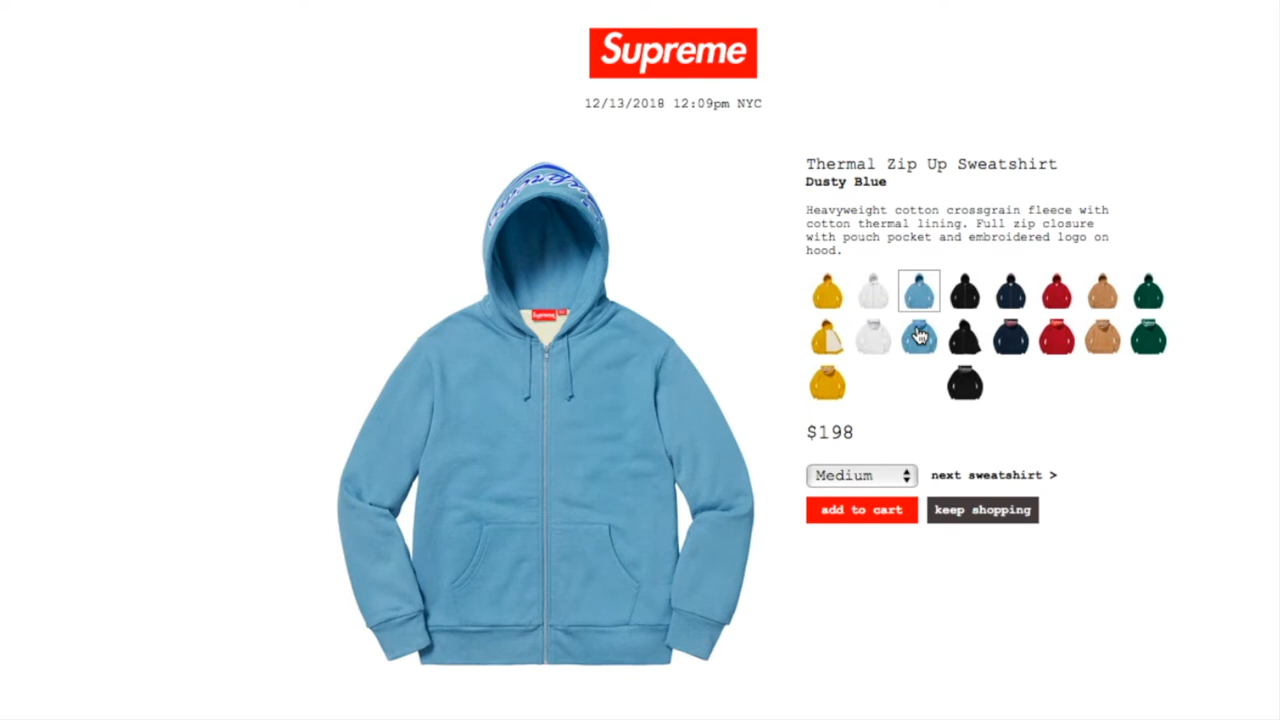 Supreme
12/13/2018 12:09pm NYC
Thermal Zip Up Sweatshirt
Dusty Blue
Heavyweight cotton crossgrain fleece with
cotton thermal lining. Full zip closure
with pouch pocket and embroidered logo on
hood.
Supreme
$198
Medium
next sweatshirt >
add to cart
keep shopping